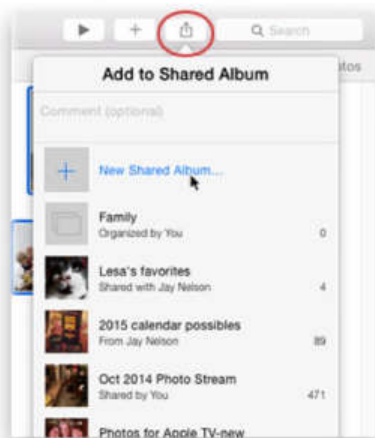 Search
tos
Add to Shared Album
Comment (optional)
New Shared Album...
Family
Organized by You
0
Lesa's favorites
Shared with Jay Nelson
4
2015 calendar possibles
From Jay Nelson
89
Oct 2014 Photo Stream
Shared by You
471
Photos for Apple TV-new